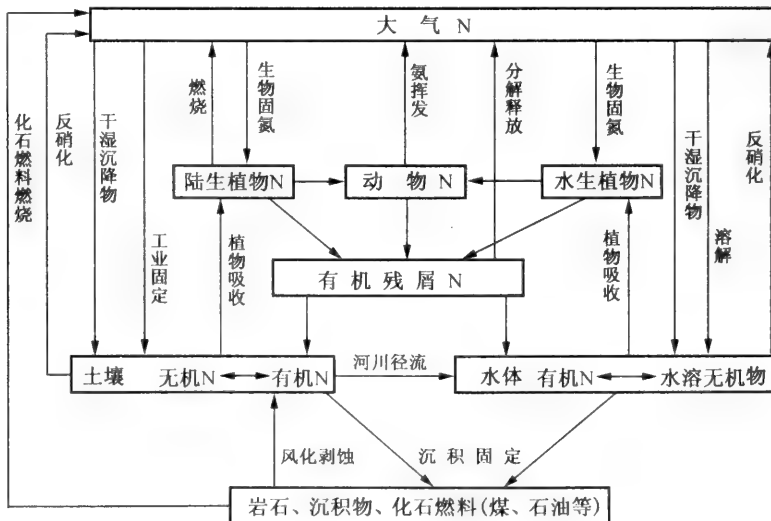 大气N
化石燃料燃烧
反硝化
干湿沉降物
工业固定
燃烧
生物固氮
氨挥发
分解释放
生物固氮
干湿沉降物
溶解
反硝化
陆生植物N
动物N
水生植物N
植物吸收
植物吸收
有机残屑N
土壤 无机N 有机N
河川径流
水体 有机N 水溶无机物
风化剥蚀
沉积固定
岩石、沉积物、化石燃料(煤、石油等)